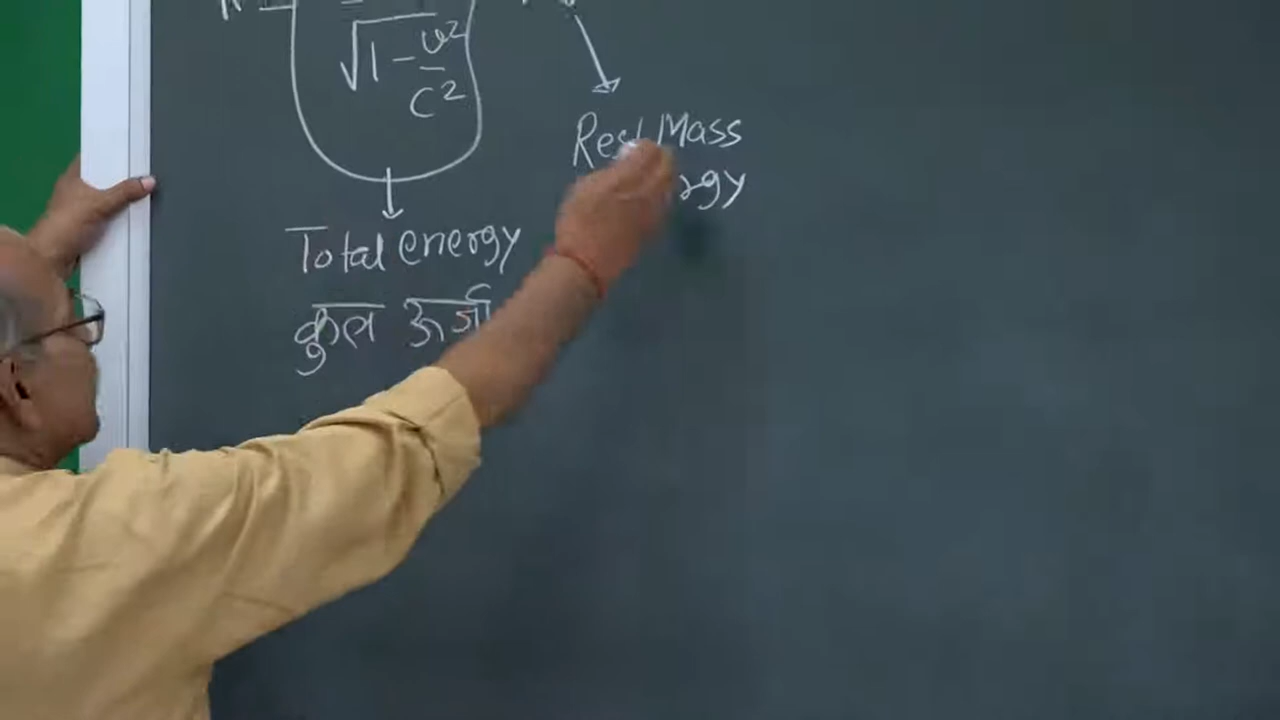 √1 - v²/c²
Rest Mass
Total energy
कुल ऊर्जा